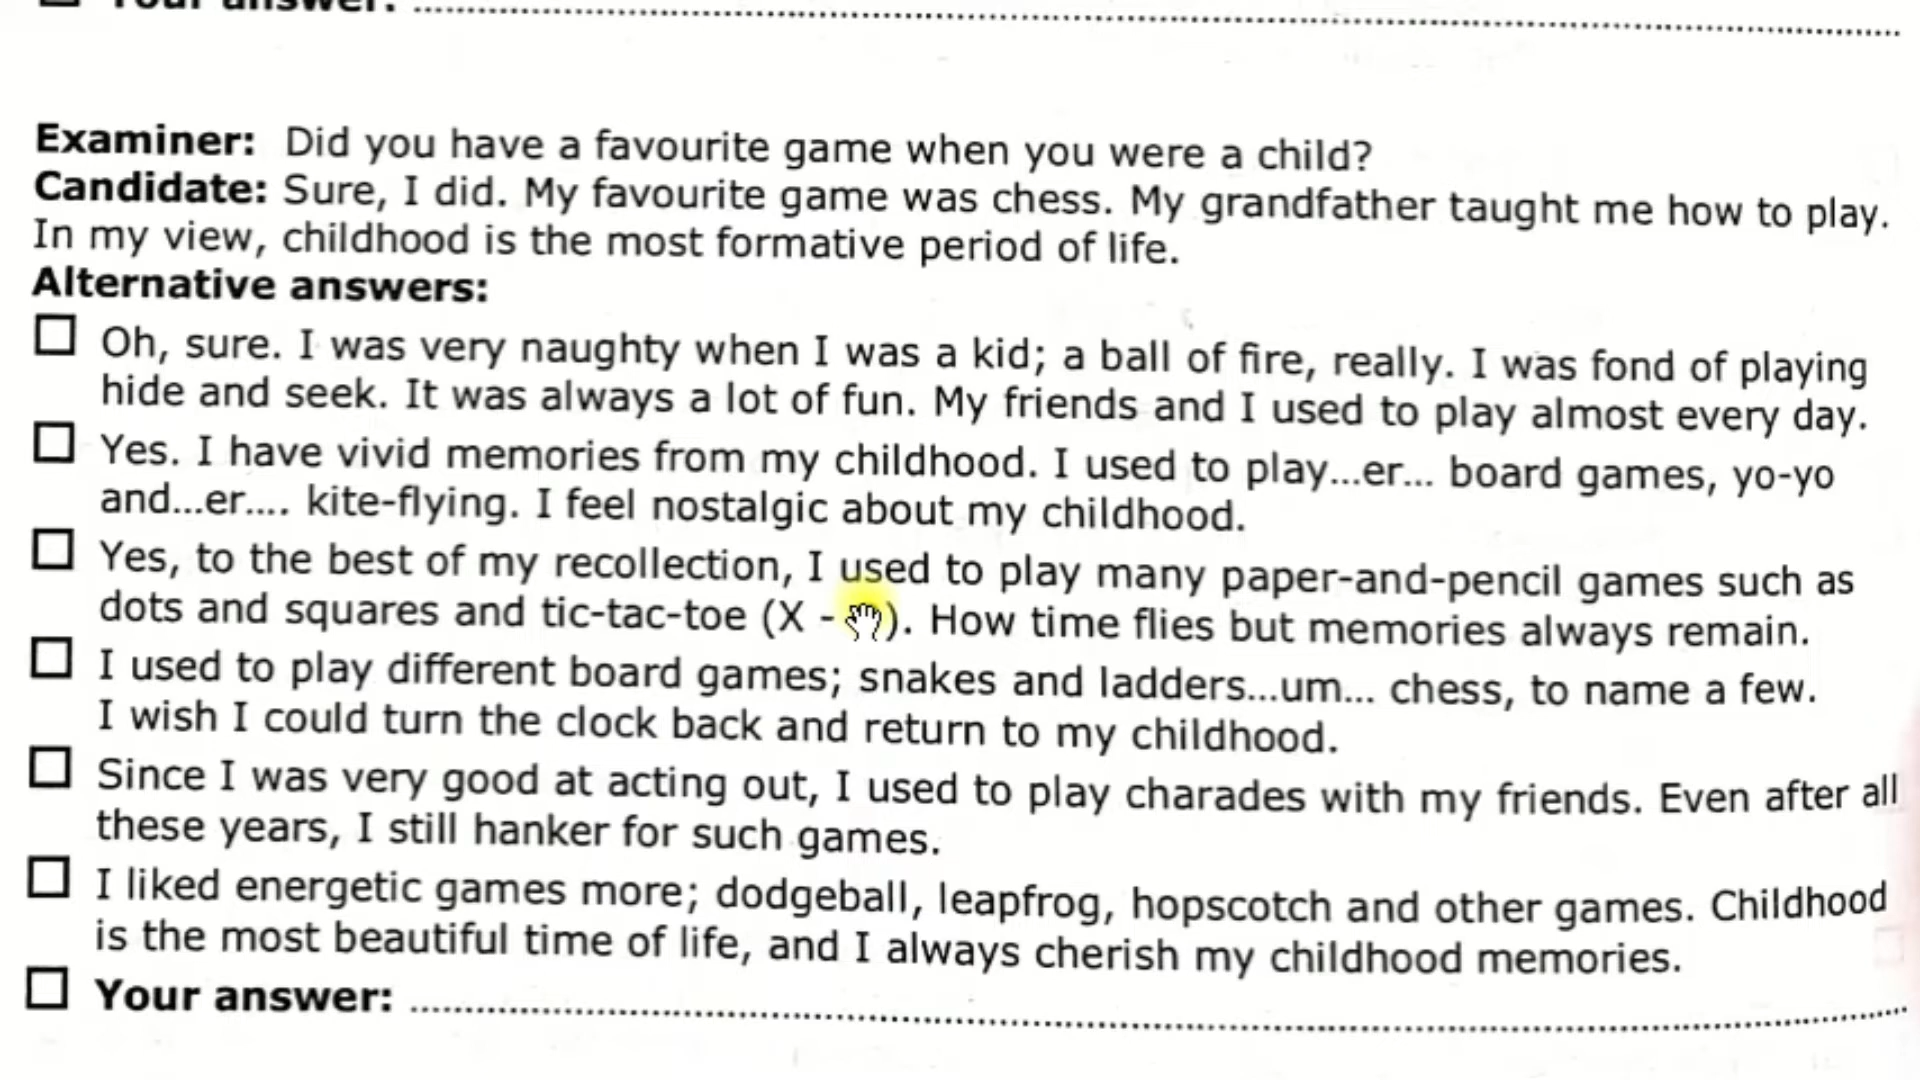 Your answer: ........................................................................
Examiner: Did you have a favourite game when you were a child?
Candidate: Sure, I did. My favourite game was chess. My grandfather taught me how to play.
In my view, childhood is the most formative period of life.
Alternative answers:
Oh, sure. I was very naughty when I was a kid; a ball of fire, really. I was fond of playing
hide and seek. It was always a lot of fun. My friends and I used to play almost every day.
Yes. I have vivid memories from my childhood. I used to play...er... board games, yo-yo
and...er.... kite-flying. I feel nostalgic about my childhood.
Yes, to the best of my recollection, I used to play many paper-and-pencil games such as
dots and squares and tic-tac-toe (X - ). How time flies but memories always remain.
I used to play different board games; snakes and ladders...um... chess, to name a few.
I wish I could turn the clock back and return to my childhood.
Since I was very good at acting out, I used to play charades with my friends. Even after all
these years, I still hanker for such games.
I liked energetic games more; dodgeball, leapfrog, hopscotch and other games. Childhood
is the most beautiful time of life, and I always cherish my childhood memories.
Your answer: ........................................................................